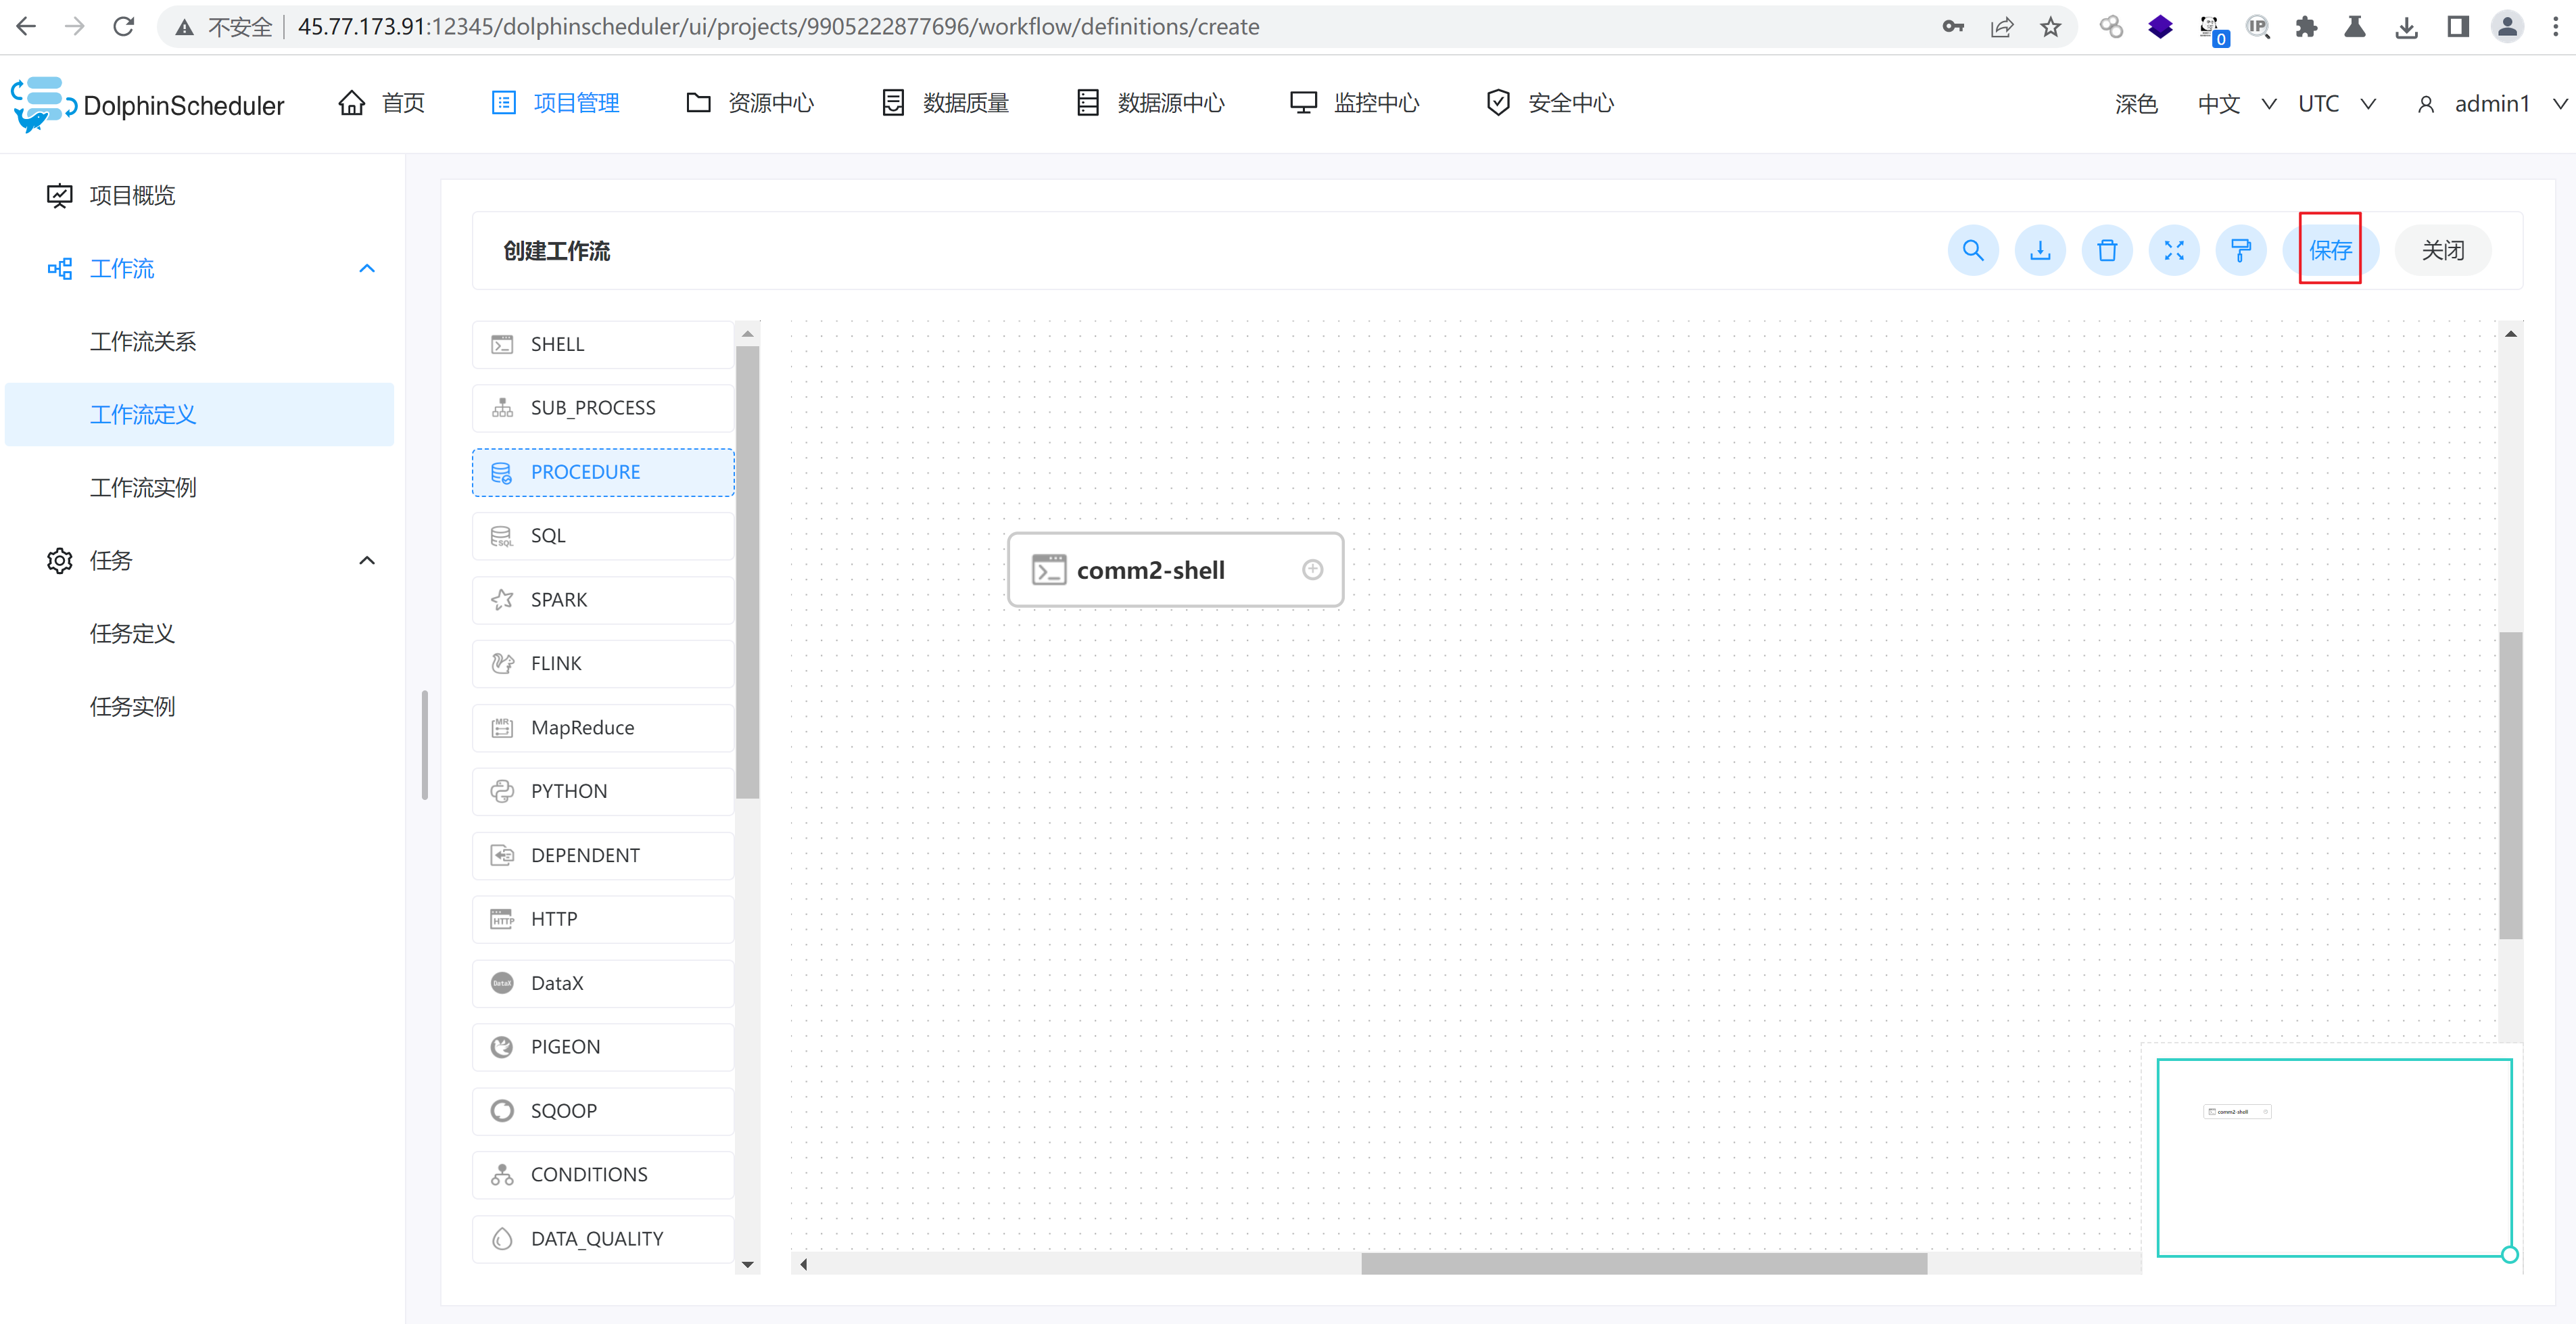 不安全 45.77.173.91:12345/dolphinscheduler/ui/projects/9905222877696/workflow/definitions/create
0
IP
DolphinScheduler 首页 项目管理 资源中心 数据质量 数据源中心 监控中心 安全中心 深色 中文 UTC admin1
项目概览
工作流
工作流关系
工作流定义
工作流实例
任务
任务定义
任务实例
创建工作流
保存 关闭
SHELL
SUB_PROCESS
PROCEDURE
SQL SQL
SPARK
FLINK
MR MapReduce
PYTHON
DEPENDENT
HTTP HTTP
DataX DataX
PIGEON
SQOOP
CONDITIONS
DATA_QUALITY
comm2-shell
comm2-shell